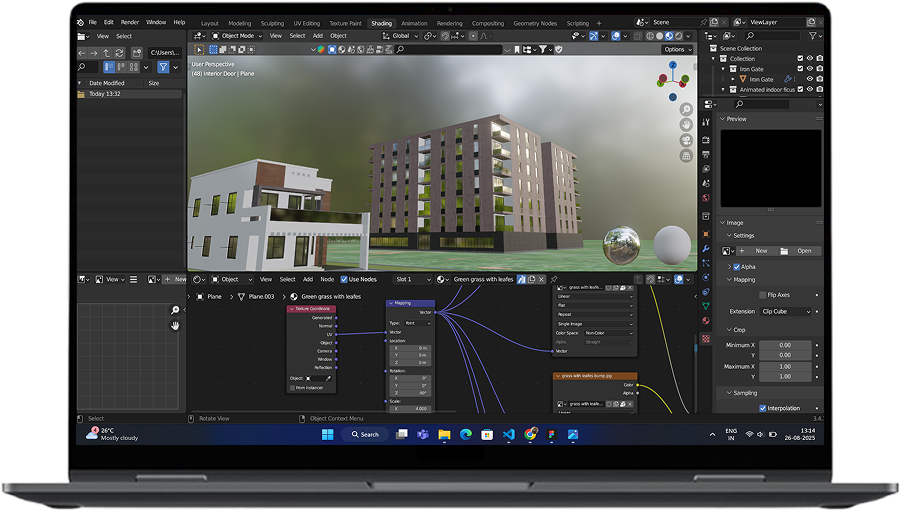 File Edit Render Window Help
Layout Modeling Sculpting UV Editing Texture Paint Shading Animation Rendering Compositing Geometry Nodes Scripting +
Scene
ViewLayer
View Select
Object Mode
View Select Add Object
Global
C:\Users\...
Options
Date Modified Size
Today 13:32
User Perspective
(48) Interior Door | Plane
Scene Collection
Collection
Iron Gate
Iron Gate
Animated indoor ficus
Preview
Image
Settings
New
Open
Alpha
Mapping
Flip Axes
Extension Clip Cube
Crop
Minimum X 0.00
Y 0.00
Maximum X 1.00
Y 1.00
Sampling
Interpolation
View
New
Object
View Select Add Node
Use Nodes
Slot 1
Green grass with leafes
Plane > Plane.003 > Green grass with leafes
Texture Coordinate
Generated
Normal
UV
Object
Camera
Window
Reflection
Object:
From Instancer
Mapping
Vector
Type: Point
Vector
Location:
X 0 m
Y 0 m
Z 0 m
Rotation:
X 0°
Y 0°
Z 90°
Scale:
X 4.000
grass with leafe...
Linear
Flat
Repeat
Single Image
Color Space Non-Color
Alpha Straight
Vector
grass with leafes bump.jpg
Color
Alpha
grass with leafe...
Linear
Select
Rotate View
Object Context Menu
3.4.
4
26°C
Mostly cloudy
Search
ENG
IN
13:14
26-08-2025